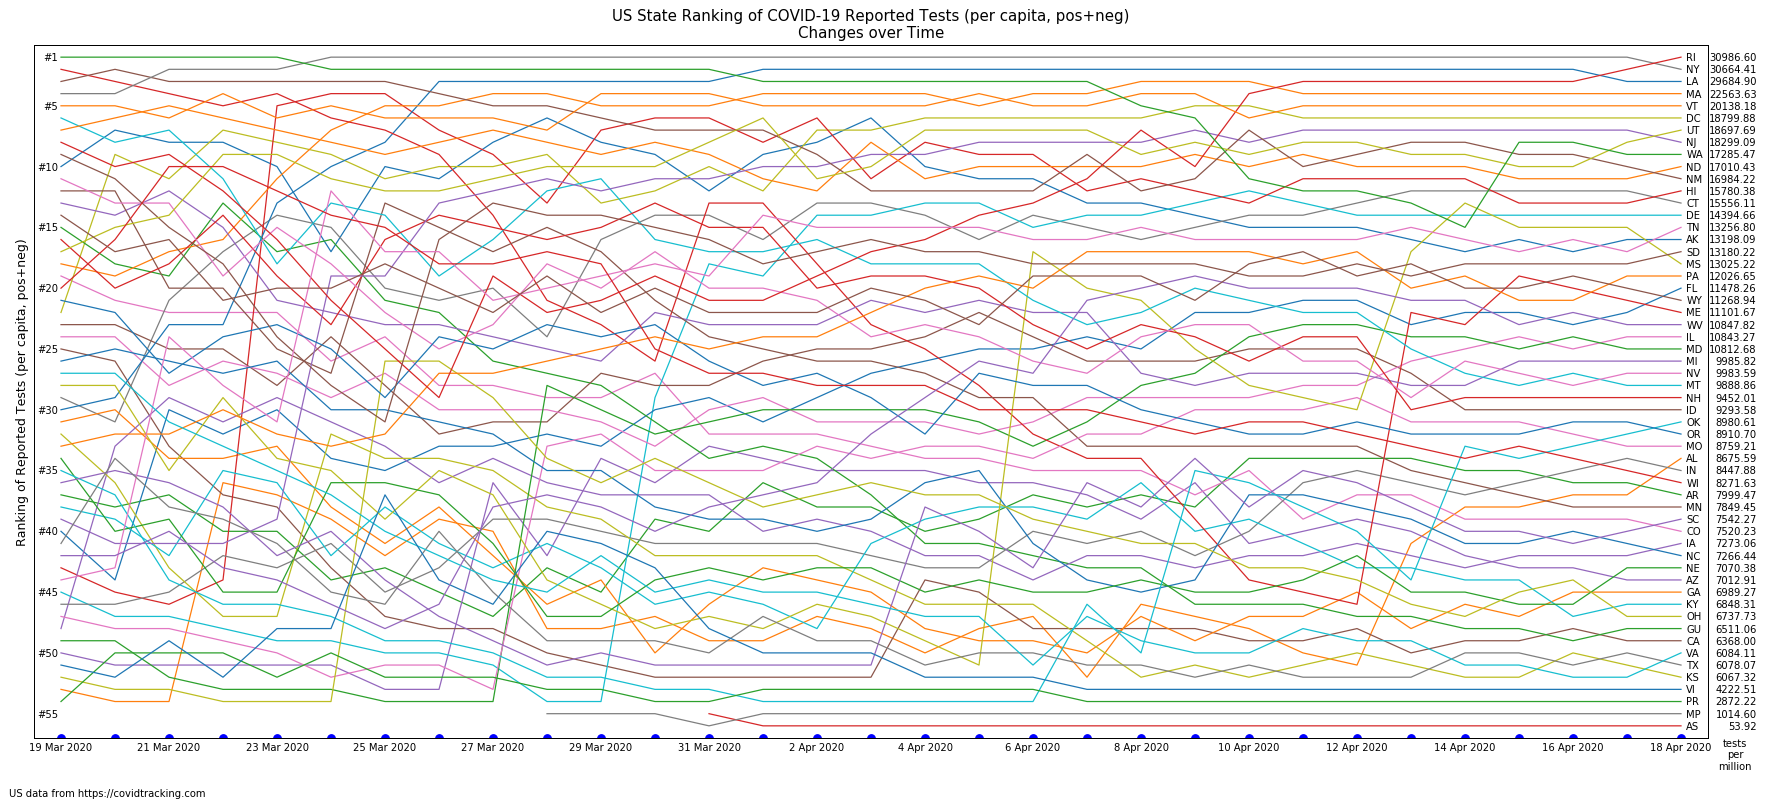 US State Ranking of COVID-19 Reported Tests (per capita, pos+neg)
Changes over Time
Ranking of Reported Tests (per capita, pos+neg)
#1
#5
#10
#15
#20
#25
#30
#35
#40
#45
#50
#55
RI 30986.60
NY 30664.41
LA 29684.90
MA 22563.63
VT 20138.18
DC 18799.88
UT 18697.69
NJ 18299.09
WA 17285.47
ND 17010.43
NM 16984.22
HI 15780.38
CT 15556.11
DE 14394.66
TN 13256.80
AK 13198.09
SD 13180.22
MS 13025.22
PA 12026.65
FL 11478.26
WY 11268.94
ME 11101.67
WV 10847.82
IL 10843.27
MD 10812.68
MI 9985.82
NV 9983.59
MT 9888.86
NH 9452.01
ID 9293.58
OK 8980.61
OR 8910.70
MO 8759.21
AL 8675.59
IN 8447.88
WI 8271.63
AR 7999.47
MN 7849.45
SC 7542.27
CO 7520.23
IA 7273.06
NC 7266.44
NE 7070.38
AZ 7012.91
GA 6989.27
KY 6848.31
OH 6737.73
GU 6511.06
CA 6368.00
VA 6084.11
TX 6078.07
KS 6067.32
VI 4222.51
PR 2872.22
MP 1014.60
AS 53.92
19 Mar 2020 21 Mar 2020 23 Mar 2020 25 Mar 2020 27 Mar 2020 29 Mar 2020 31 Mar 2020 2 Apr 2020 4 Apr 2020 6 Apr 2020 8 Apr 2020 10 Apr 2020 12 Apr 2020 14 Apr 2020 16 Apr 2020 18 Apr 2020
tests
per
million
US data from https://covidtracking.com